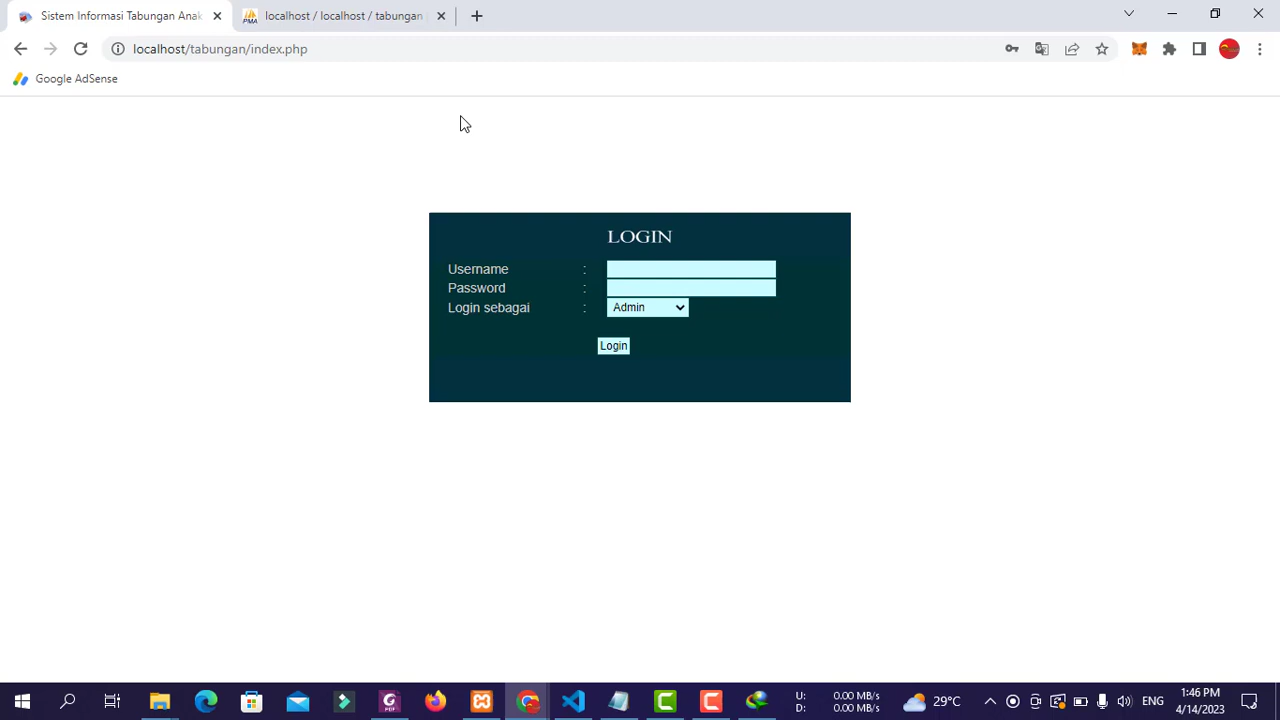 Sistem Informasi Tabungan Anak
localhost / localhost / tabungan
localhost/tabungan/index.php
Google AdSense
LOGIN
Username :
Password :
Login sebagai : Admin
Login
U: 0.00 MB/s
D: 0.00 MB/s
29°C
ENG
1:46 PM
4/14/2023